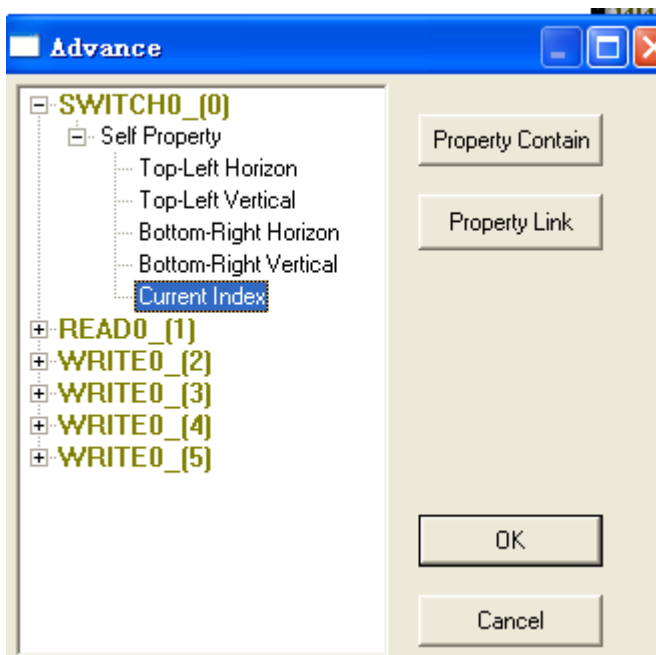 Advance
SWITCH0_(0)
Self Property
Top-Left Horizon
Top-Left Vertical
Bottom-Right Horizon
Bottom-Right Vertical
Current Index
READ0_(1)
WRITE0_(2)
WRITE0_(3)
WRITE0_(4)
WRITE0_(5)
Property Contain
Property Link
OK
Cancel